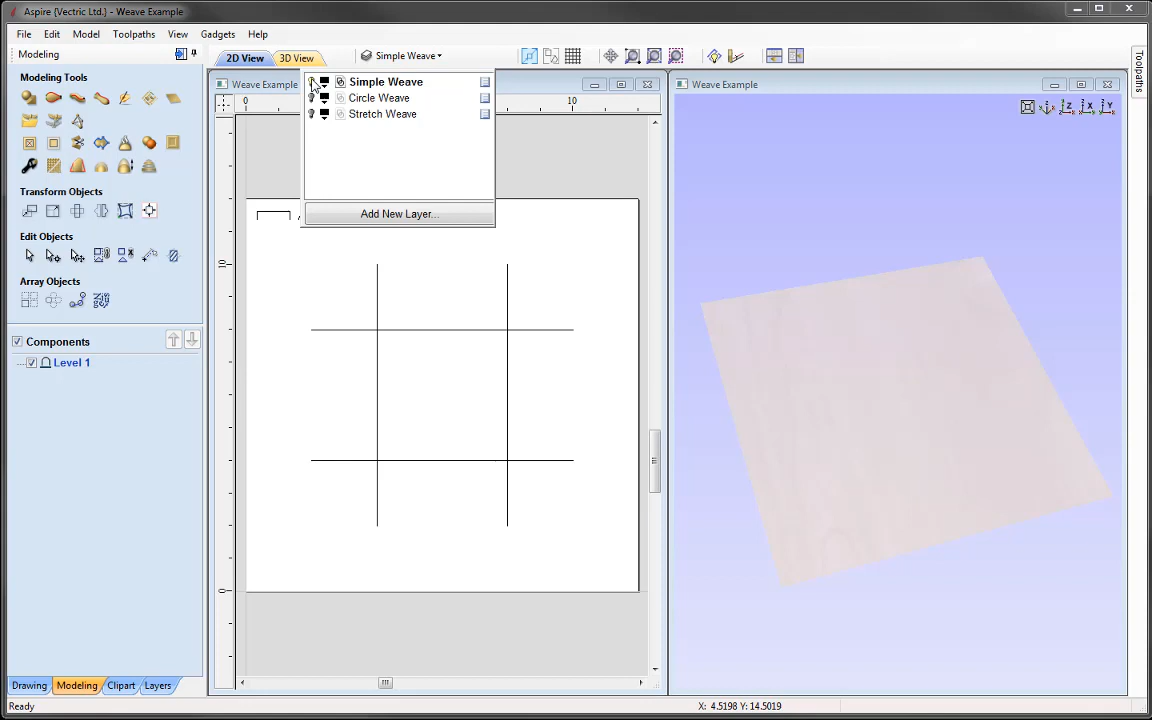 Aspire {Vectric Ltd.} - Weave Example
File Edit Model Toolpaths View Gadgets Help
Modeling
2D View
3D View
Simple Weave
Toolpaths
Modeling Tools
Weave Example
Weave Example
Simple Weave
Circle Weave
Stretch Weave
Add New Layer...
0
10
Z X Y
Transform Objects
Edit Objects
Array Objects
Components
Level 1
10
0
Drawing Modeling Clipart Layers
Ready
X: 4.5198 Y: 14.5019